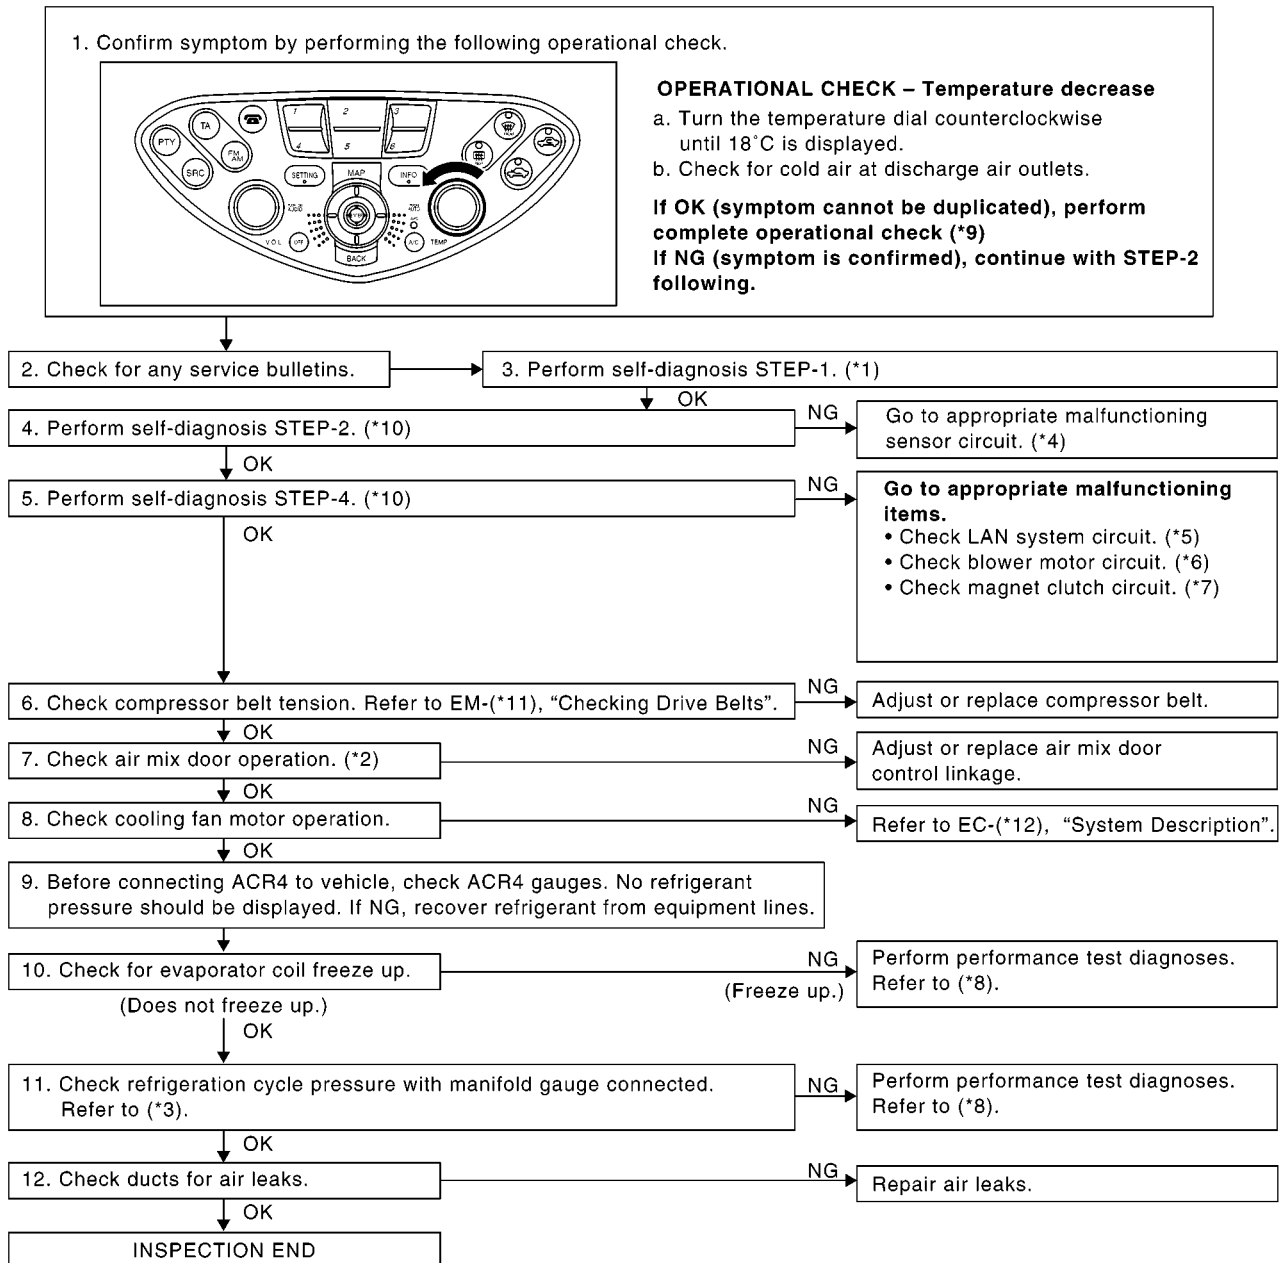 1. Confirm symptom by performing the following operational check.
PTY
TA
SRC
FM
AM
1
2
3
4
5
6
SETTING
MAP
INFO
VOL
OFF
BACK
A/C
TEMP
OPERATIONAL CHECK – Temperature decrease
a. Turn the temperature dial counterclockwise
until 18˚C is displayed.
b. Check for cold air at discharge air outlets.
If OK (symptom cannot be duplicated), perform
complete operational check (*9)
If NG (symptom is confirmed), continue with STEP-2
following.
2. Check for any service bulletins.
3. Perform self-diagnosis STEP-1. (*1)
OK
4. Perform self-diagnosis STEP-2. (*10)
NG
Go to appropriate malfunctioning
sensor circuit. (*4)
OK
5. Perform self-diagnosis STEP-4. (*10)
NG
Go to appropriate malfunctioning
items.
• Check LAN system circuit. (*5)
• Check blower motor circuit. (*6)
• Check magnet clutch circuit. (*7)
OK
6. Check compressor belt tension. Refer to EM-(*11), “Checking Drive Belts”.
NG
Adjust or replace compressor belt.
OK
7. Check air mix door operation. (*2)
NG
Adjust or replace air mix door
control linkage.
OK
8. Check cooling fan motor operation.
NG
Refer to EC-(*12), “System Description”.
OK
9. Before connecting ACR4 to vehicle, check ACR4 gauges. No refrigerant
pressure should be displayed. If NG, recover refrigerant from equipment lines.
10. Check for evaporator coil freeze up.
NG
(Freeze up.)
Perform performance test diagnoses.
Refer to (*8).
(Does not freeze up.)
OK
11. Check refrigeration cycle pressure with manifold gauge connected.
Refer to (*3).
NG
Perform performance test diagnoses.
Refer to (*8).
OK
12. Check ducts for air leaks.
NG
Repair air leaks.
OK
INSPECTION END